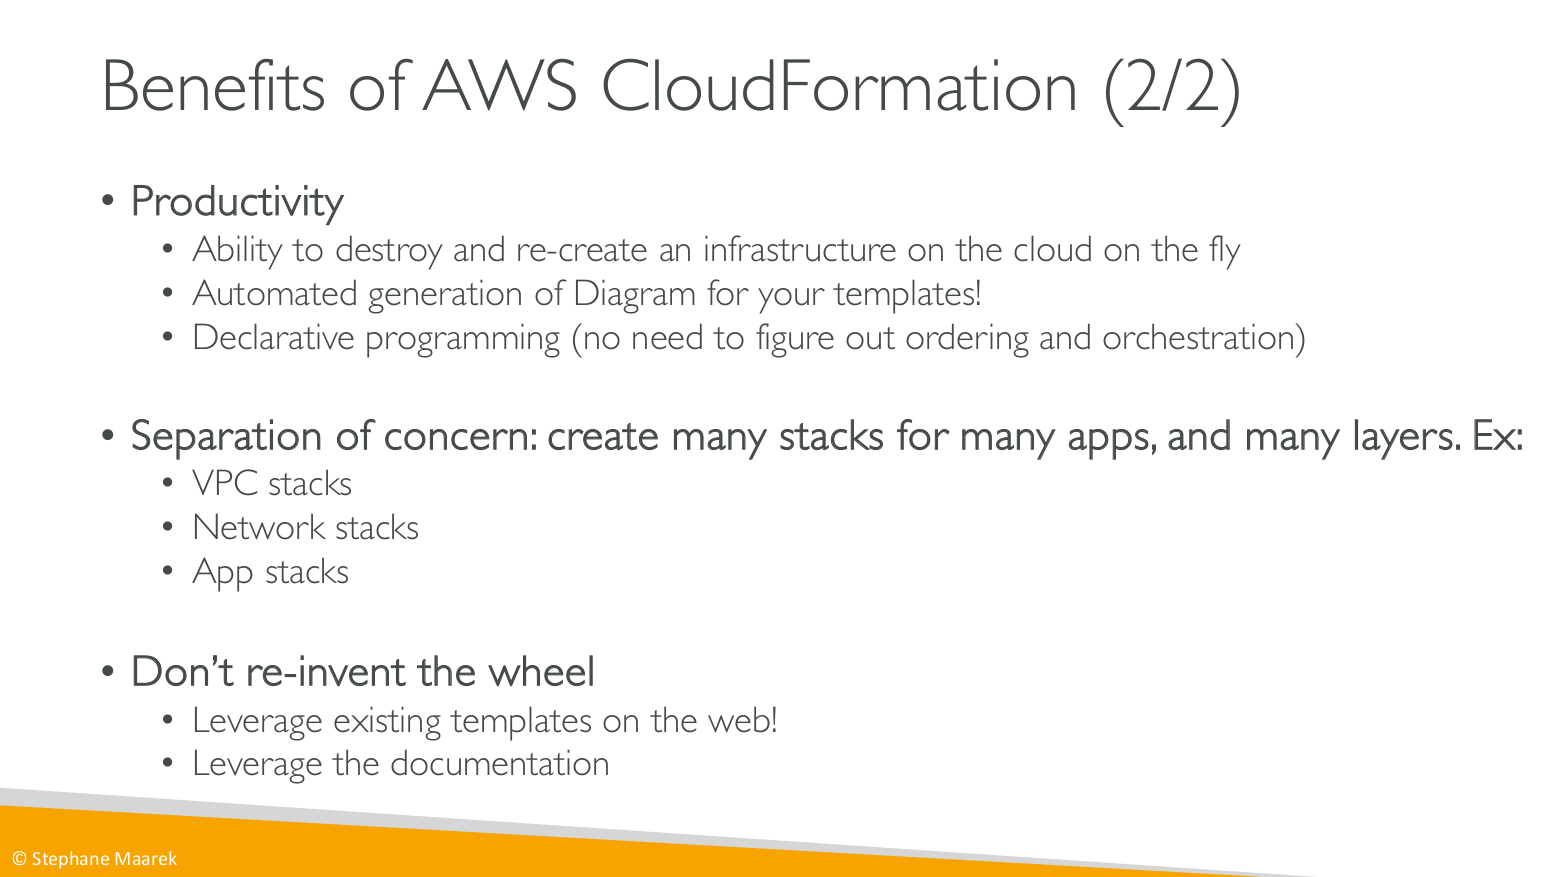 Benefits of AWS CloudFormation (2/2)
• Productivity
• Ability to destroy and re-create an infrastructure on the cloud on the fly
• Automated generation of Diagram for your templates!
• Declarative programming (no need to figure out ordering and orchestration)
• Separation of concern: create many stacks for many apps, and many layers. Ex:
• VPC stacks
• Network stacks
• App stacks
• Don’t re-invent the wheel
• Leverage existing templates on the web!
• Leverage the documentation
© Stephane Maarek